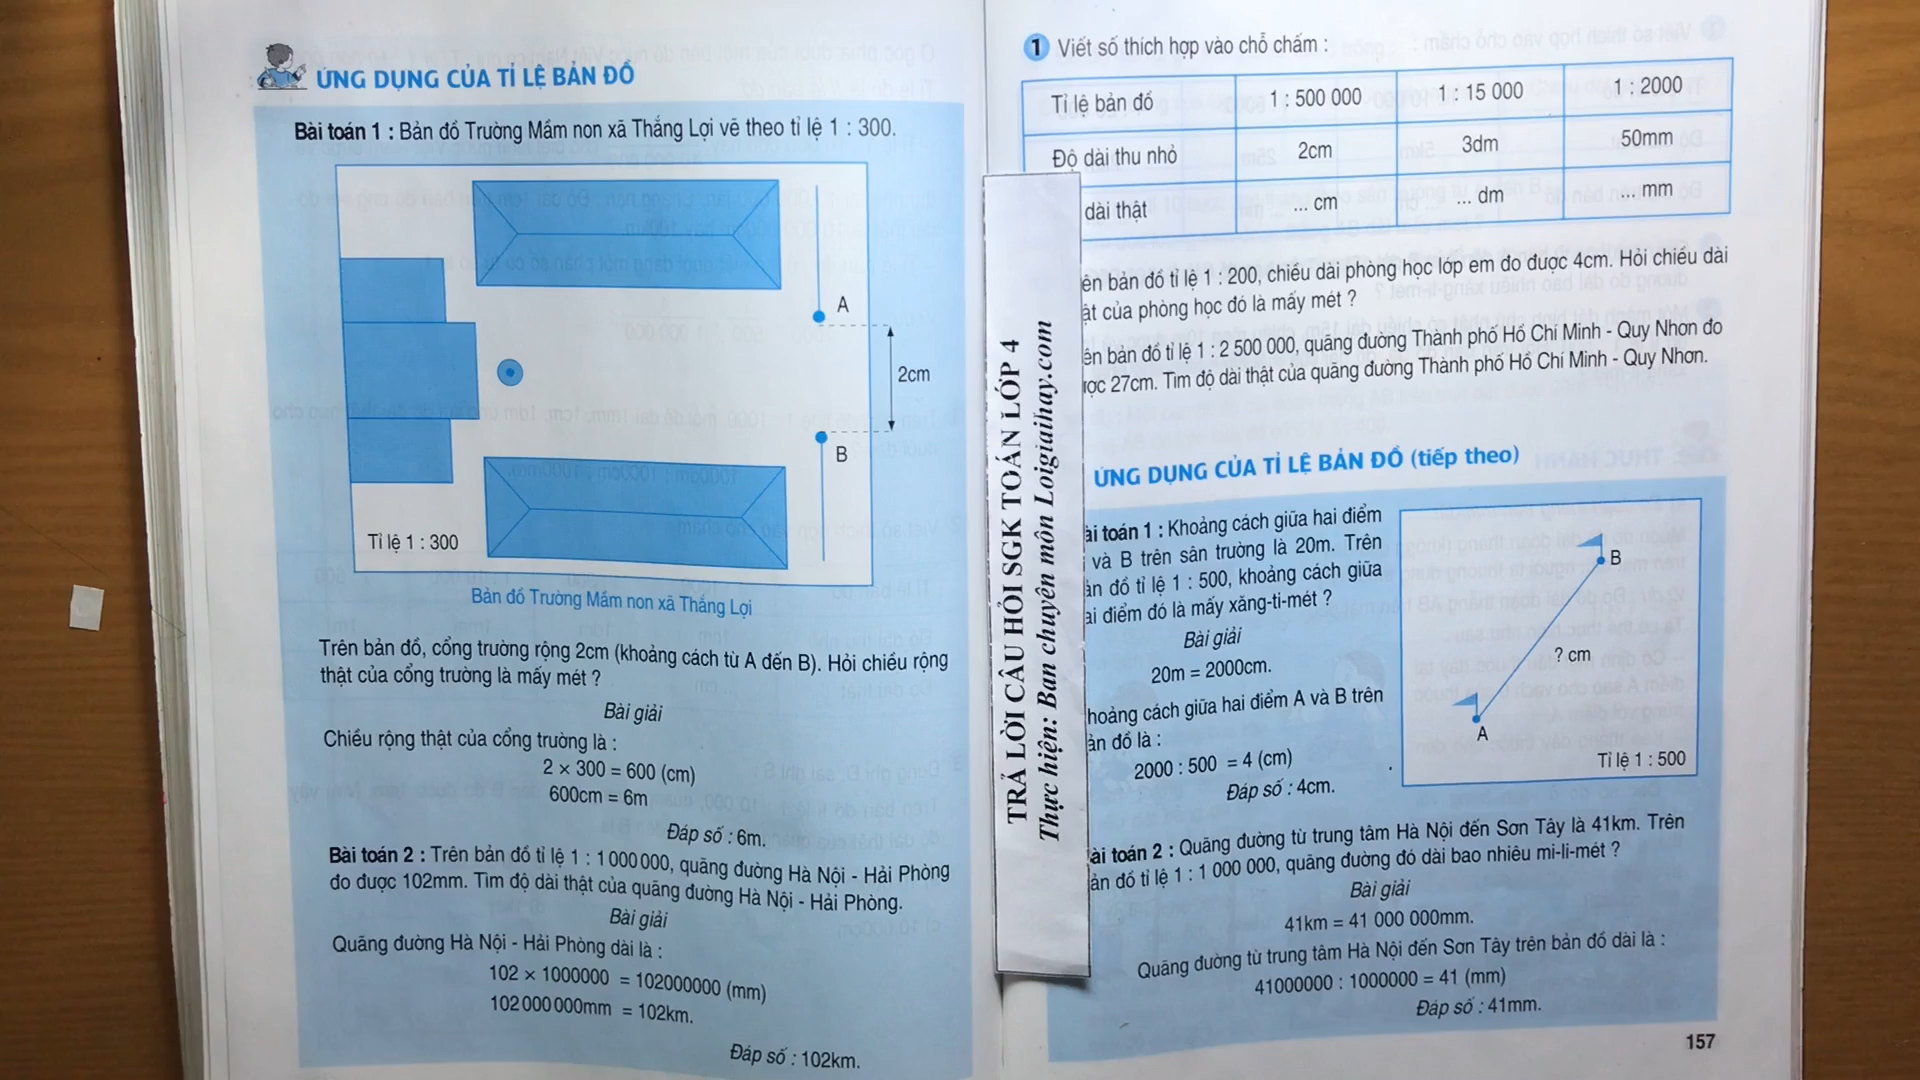 ỨNG DỤNG CỦA TỈ LỆ BẢN ĐỒ
Bài toán 1 : Bản đồ Trường Mầm non xã Thắng Lợi vẽ theo tỉ lệ 1 : 300.
A
2cm
B
Tỉ lệ 1 : 300
Bản đồ Trường Mầm non xã Thắng Lợi
Trên bản đồ, cổng trường rộng 2cm (khoảng cách từ A đến B). Hỏi chiều rộng
thật của cổng trường là mấy mét ?
Bài giải
Chiều rộng thật của cổng trường là :
2 × 300 = 600 (cm)
600cm = 6m
Đáp số : 6m.
Bài toán 2 : Trên bản đồ tỉ lệ 1 : 1 000 000, quãng đường Hà Nội - Hải Phòng
đo được 102mm. Tìm độ dài thật của quãng đường Hà Nội - Hải Phòng.
Bài giải
Quãng đường Hà Nội - Hải Phòng dài là :
102 × 1000000 = 102000000 (mm)
102 000 000mm = 102km.
Đáp số : 102km.
TRẢ LỜI CÂU HỎI SGK TOÁN LỚP 4
Thực hiện: Ban chuyên môn Loigiaihay.com
1 Viết số thích hợp vào chỗ chấm :
Tỉ lệ bản đồ 1 : 500 000 1 : 15 000 1 : 2000
Độ dài thu nhỏ 2cm 3dm 50mm
dài thật ... cm ... dm ... mm
ên bản đồ tỉ lệ 1 : 200, chiều dài phòng học lớp em đo được 4cm. Hỏi chiều dài
ật của phòng học đó là mấy mét ?
ên bản đồ tỉ lệ 1 : 2 500 000, quãng đường Thành phố Hồ Chí Minh - Quy Nhơn đo
ợc 27cm. Tìm độ dài thật của quãng đường Thành phố Hồ Chí Minh - Quy Nhơn.
ỨNG DỤNG CỦA TỈ LỆ BẢN ĐỒ (tiếp theo)
ài toán 1 : Khoảng cách giữa hai điểm
và B trên sân trường là 20m. Trên
ản đồ tỉ lệ 1 : 500, khoảng cách giữa
ai điểm đó là mấy xăng-ti-mét ?
Bài giải
20m = 2000cm.
hoảng cách giữa hai điểm A và B trên
ản đồ là :
2000 : 500 = 4 (cm)
Đáp số : 4cm.
B
? cm
A
Tỉ lệ 1 : 500
ài toán 2 : Quãng đường từ trung tâm Hà Nội đến Sơn Tây là 41km. Trên
ản đồ tỉ lệ 1 : 1 000 000, quãng đường đó dài bao nhiêu mi-li-mét ?
Bài giải
41km = 41 000 000mm.
Quãng đường từ trung tâm Hà Nội đến Sơn Tây trên bản đồ dài là :
41000000 : 1000000 = 41 (mm)
Đáp số : 41mm.
157